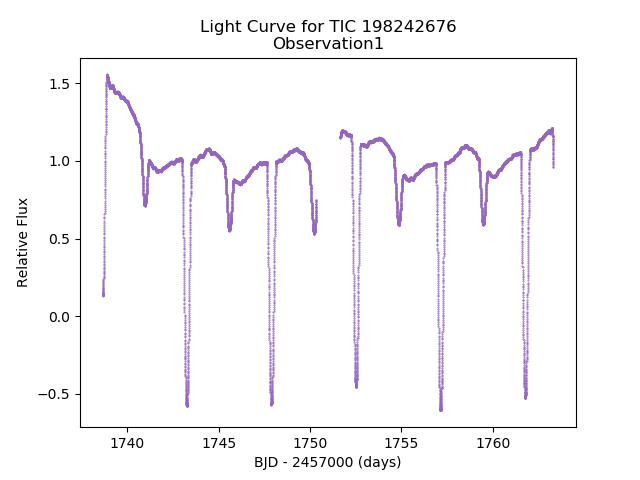 Light Curve for TIC 198242676
Observation1
Relative Flux
1.5
1.0
0.5
0.0
−0.5
1740
1745
1750
1755
1760
BJD - 2457000 (days)